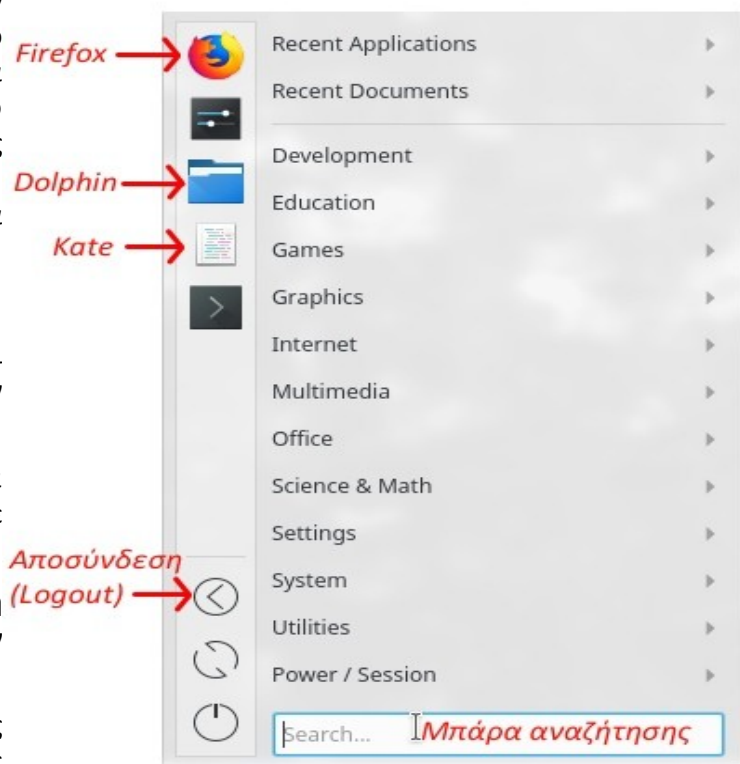 Firefox
Dolphin
Kate
Αποσύνδεση
(Logout)
Recent Applications
Recent Documents
Development
Education
Games
Graphics
Internet
Multimedia
Office
Science & Math
Settings
System
Utilities
Power / Session
Search...
Μπάρα αναζήτησης